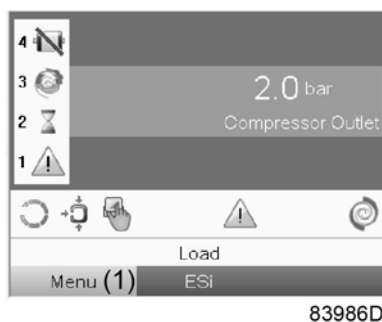 4
3
2.0 bar
2
Compressor Outlet
1
Load
Menu (1) ESi
83986D